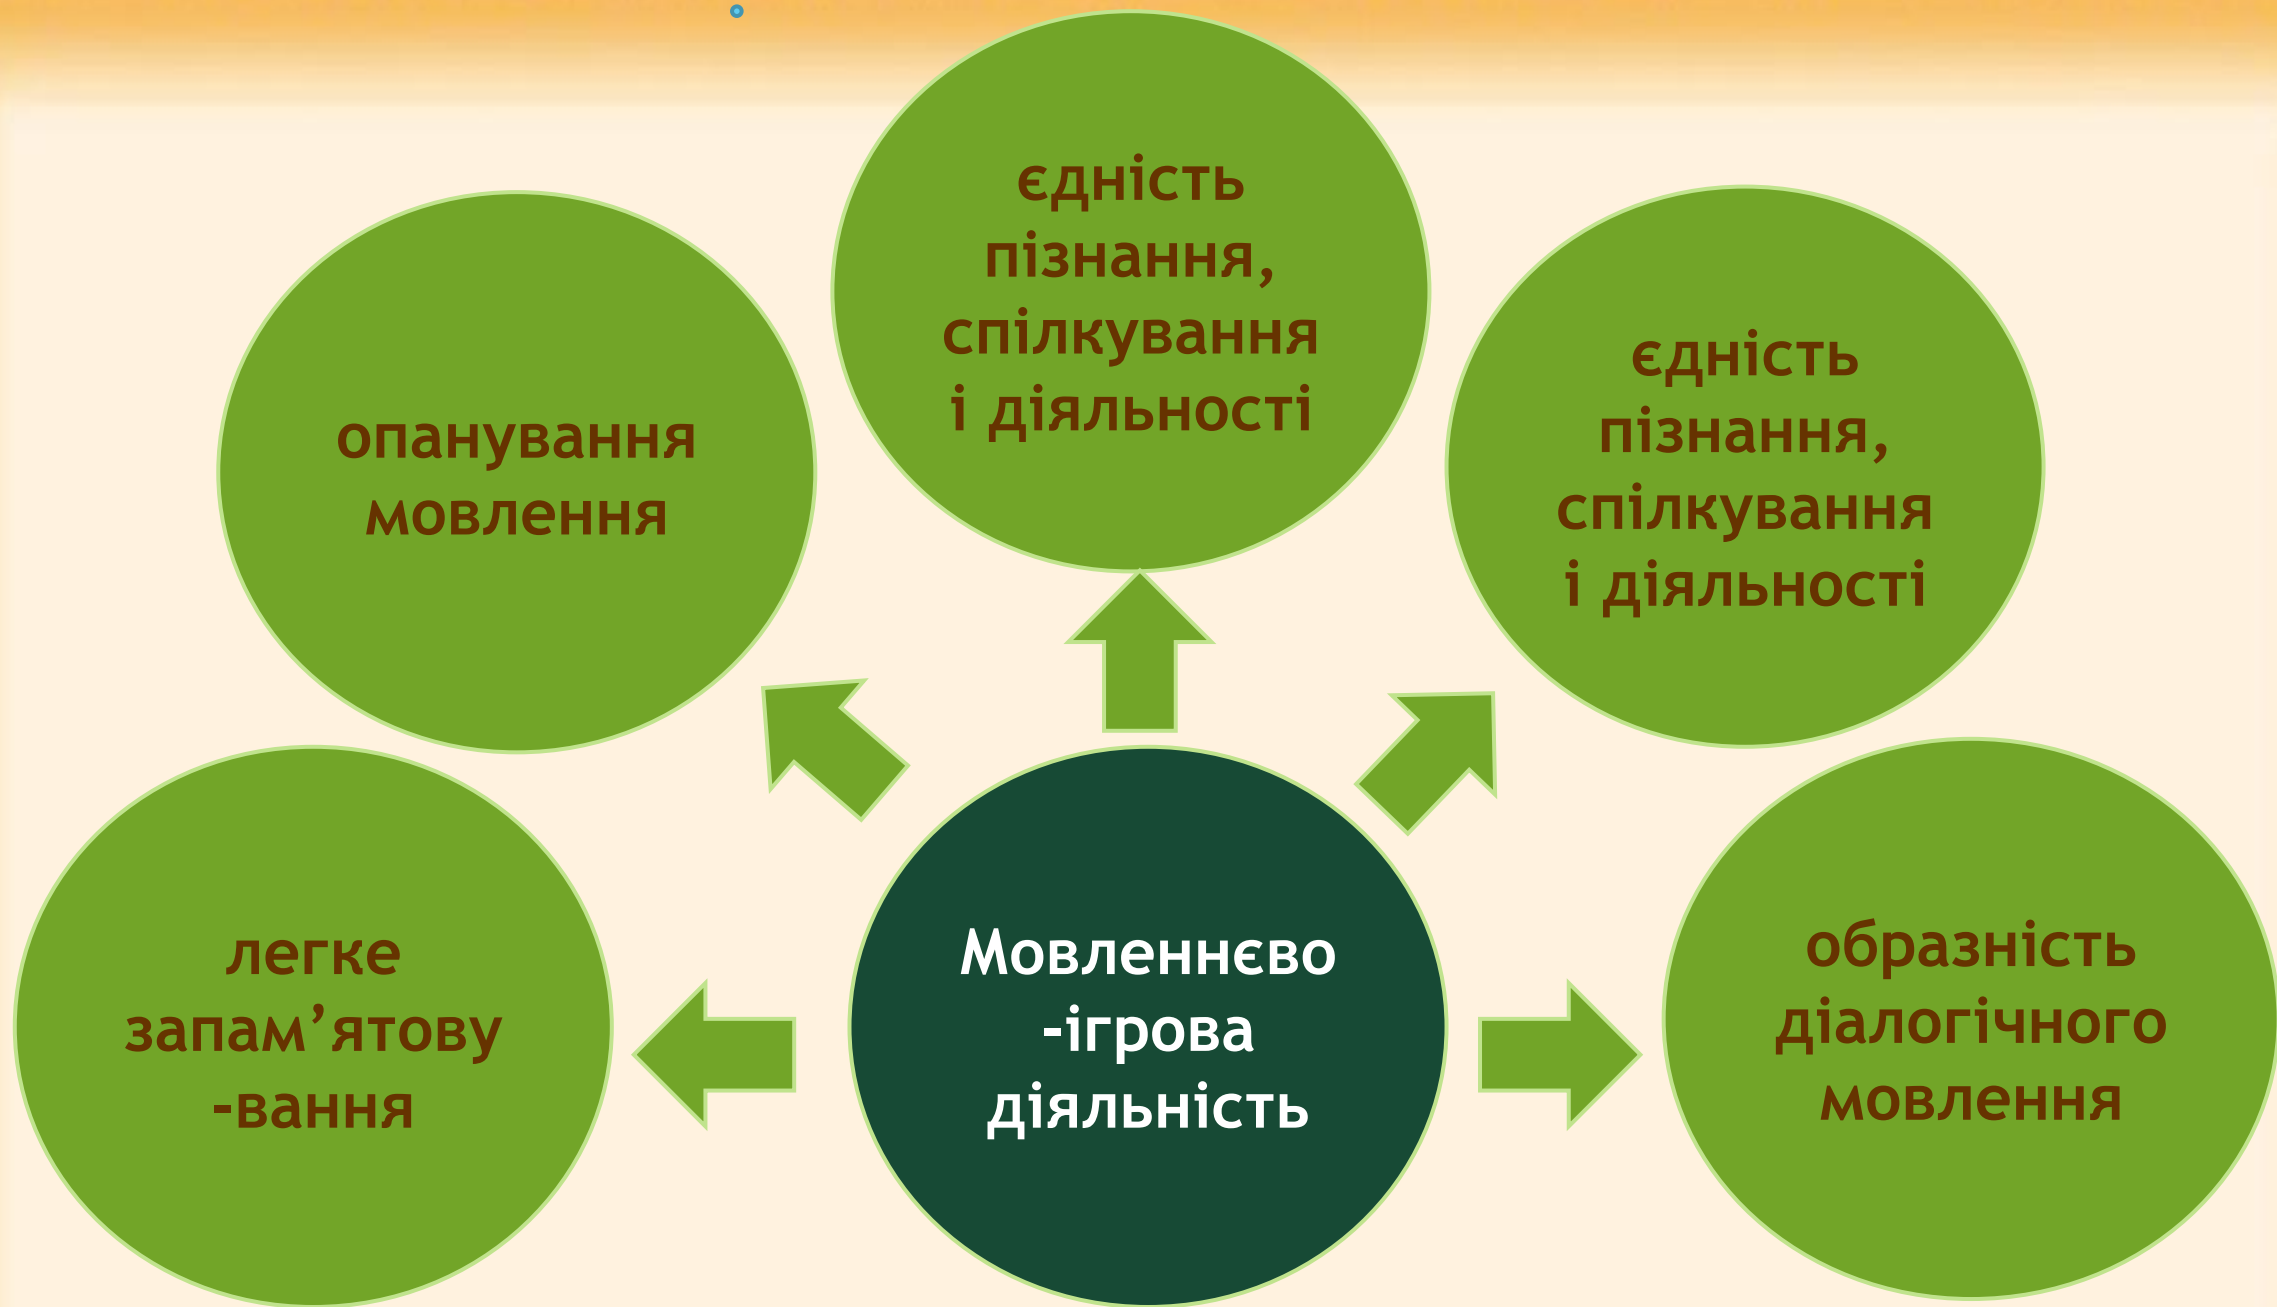 єдність
пізнання,
спілкування
і діяльності
єдність
пізнання,
спілкування
і діяльності
опанування
мовлення
легке
запам’ятову
-вання
Мовленнєво
-ігрова
діяльність
образність
діалогічного
мовлення